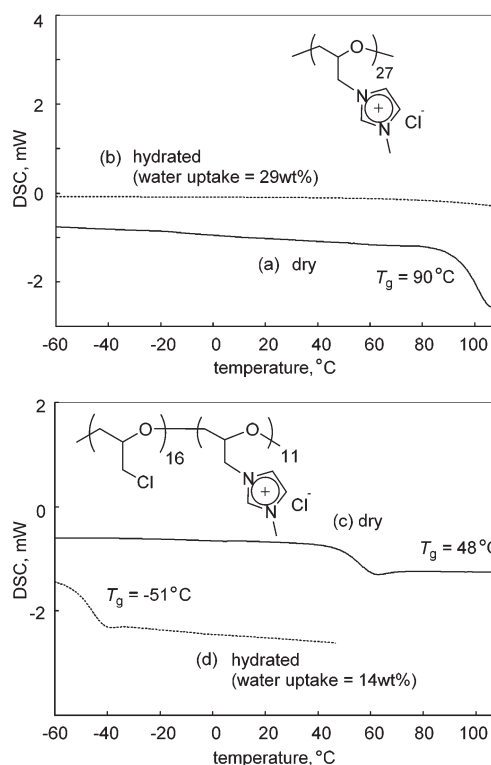 4
2
0
-2
DSC, mW
O
27
N
+
N
Cl-
(b) hydrated
(water uptake = 29wt%)
(a) dry
Tg = 90°C
-60 -40 -20 0 20 40 60 80 100
temperature, °C
2
0
-2
DSC, mW
O O
16 11
Cl
N
+
N
Cl-
(c) dry
Tg = 48°C
Tg = -51°C
(d) hydrated
(water uptake = 14wt%)
-60 -40 -20 0 20 40 60 80 100
temperature, °C